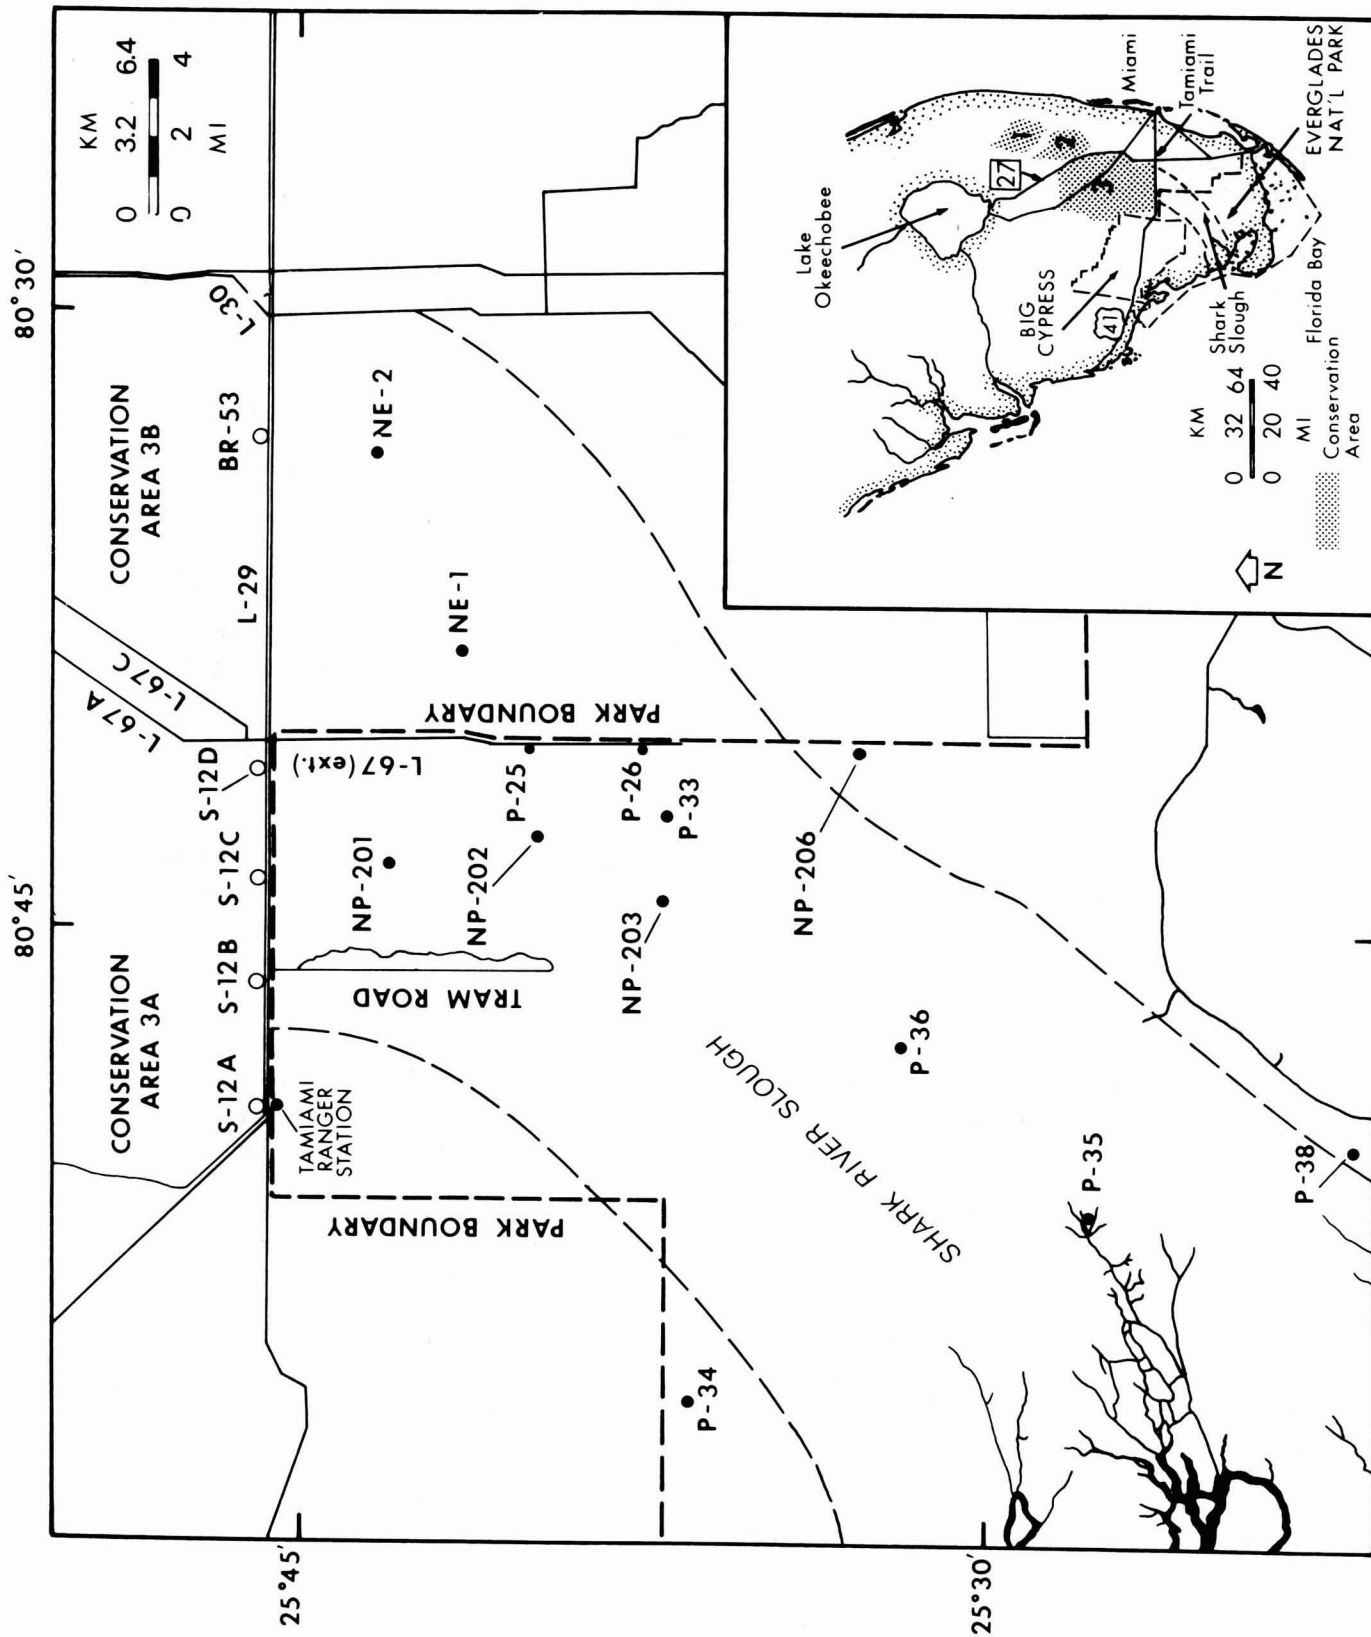 80°45′
80°30′
CONSERVATION
AREA 3A
CONSERVATION
AREA 3B
L-67A
L-67C
L-30
KM
0 3.2 6.4
0 2 4
MI
S-12A
S-12B
S-12C
S-12D
L-29
BR-53
25°45′
TAMIAMI
RANGER
STATION
PARK BOUNDARY
TRAM ROAD
L-67(ext.)
PARK BOUNDARY
NP-201
NP-202
P-25
NE-1
NE-2
P-26
P-33
NP-203
P-34
NP-206
P-36
SHARK RIVER SLOUGH
25°30′
P-35
P-38
Lake
Okeechobee
27
1
2
3
Miami
Tamiami
Trail
BIG
CYPRESS
41
Shark
Slough
EVERGLADES
NAT'L PARK
Florida Bay
KM
0 32 64
0 20 40
MI
Conservation
Area
N